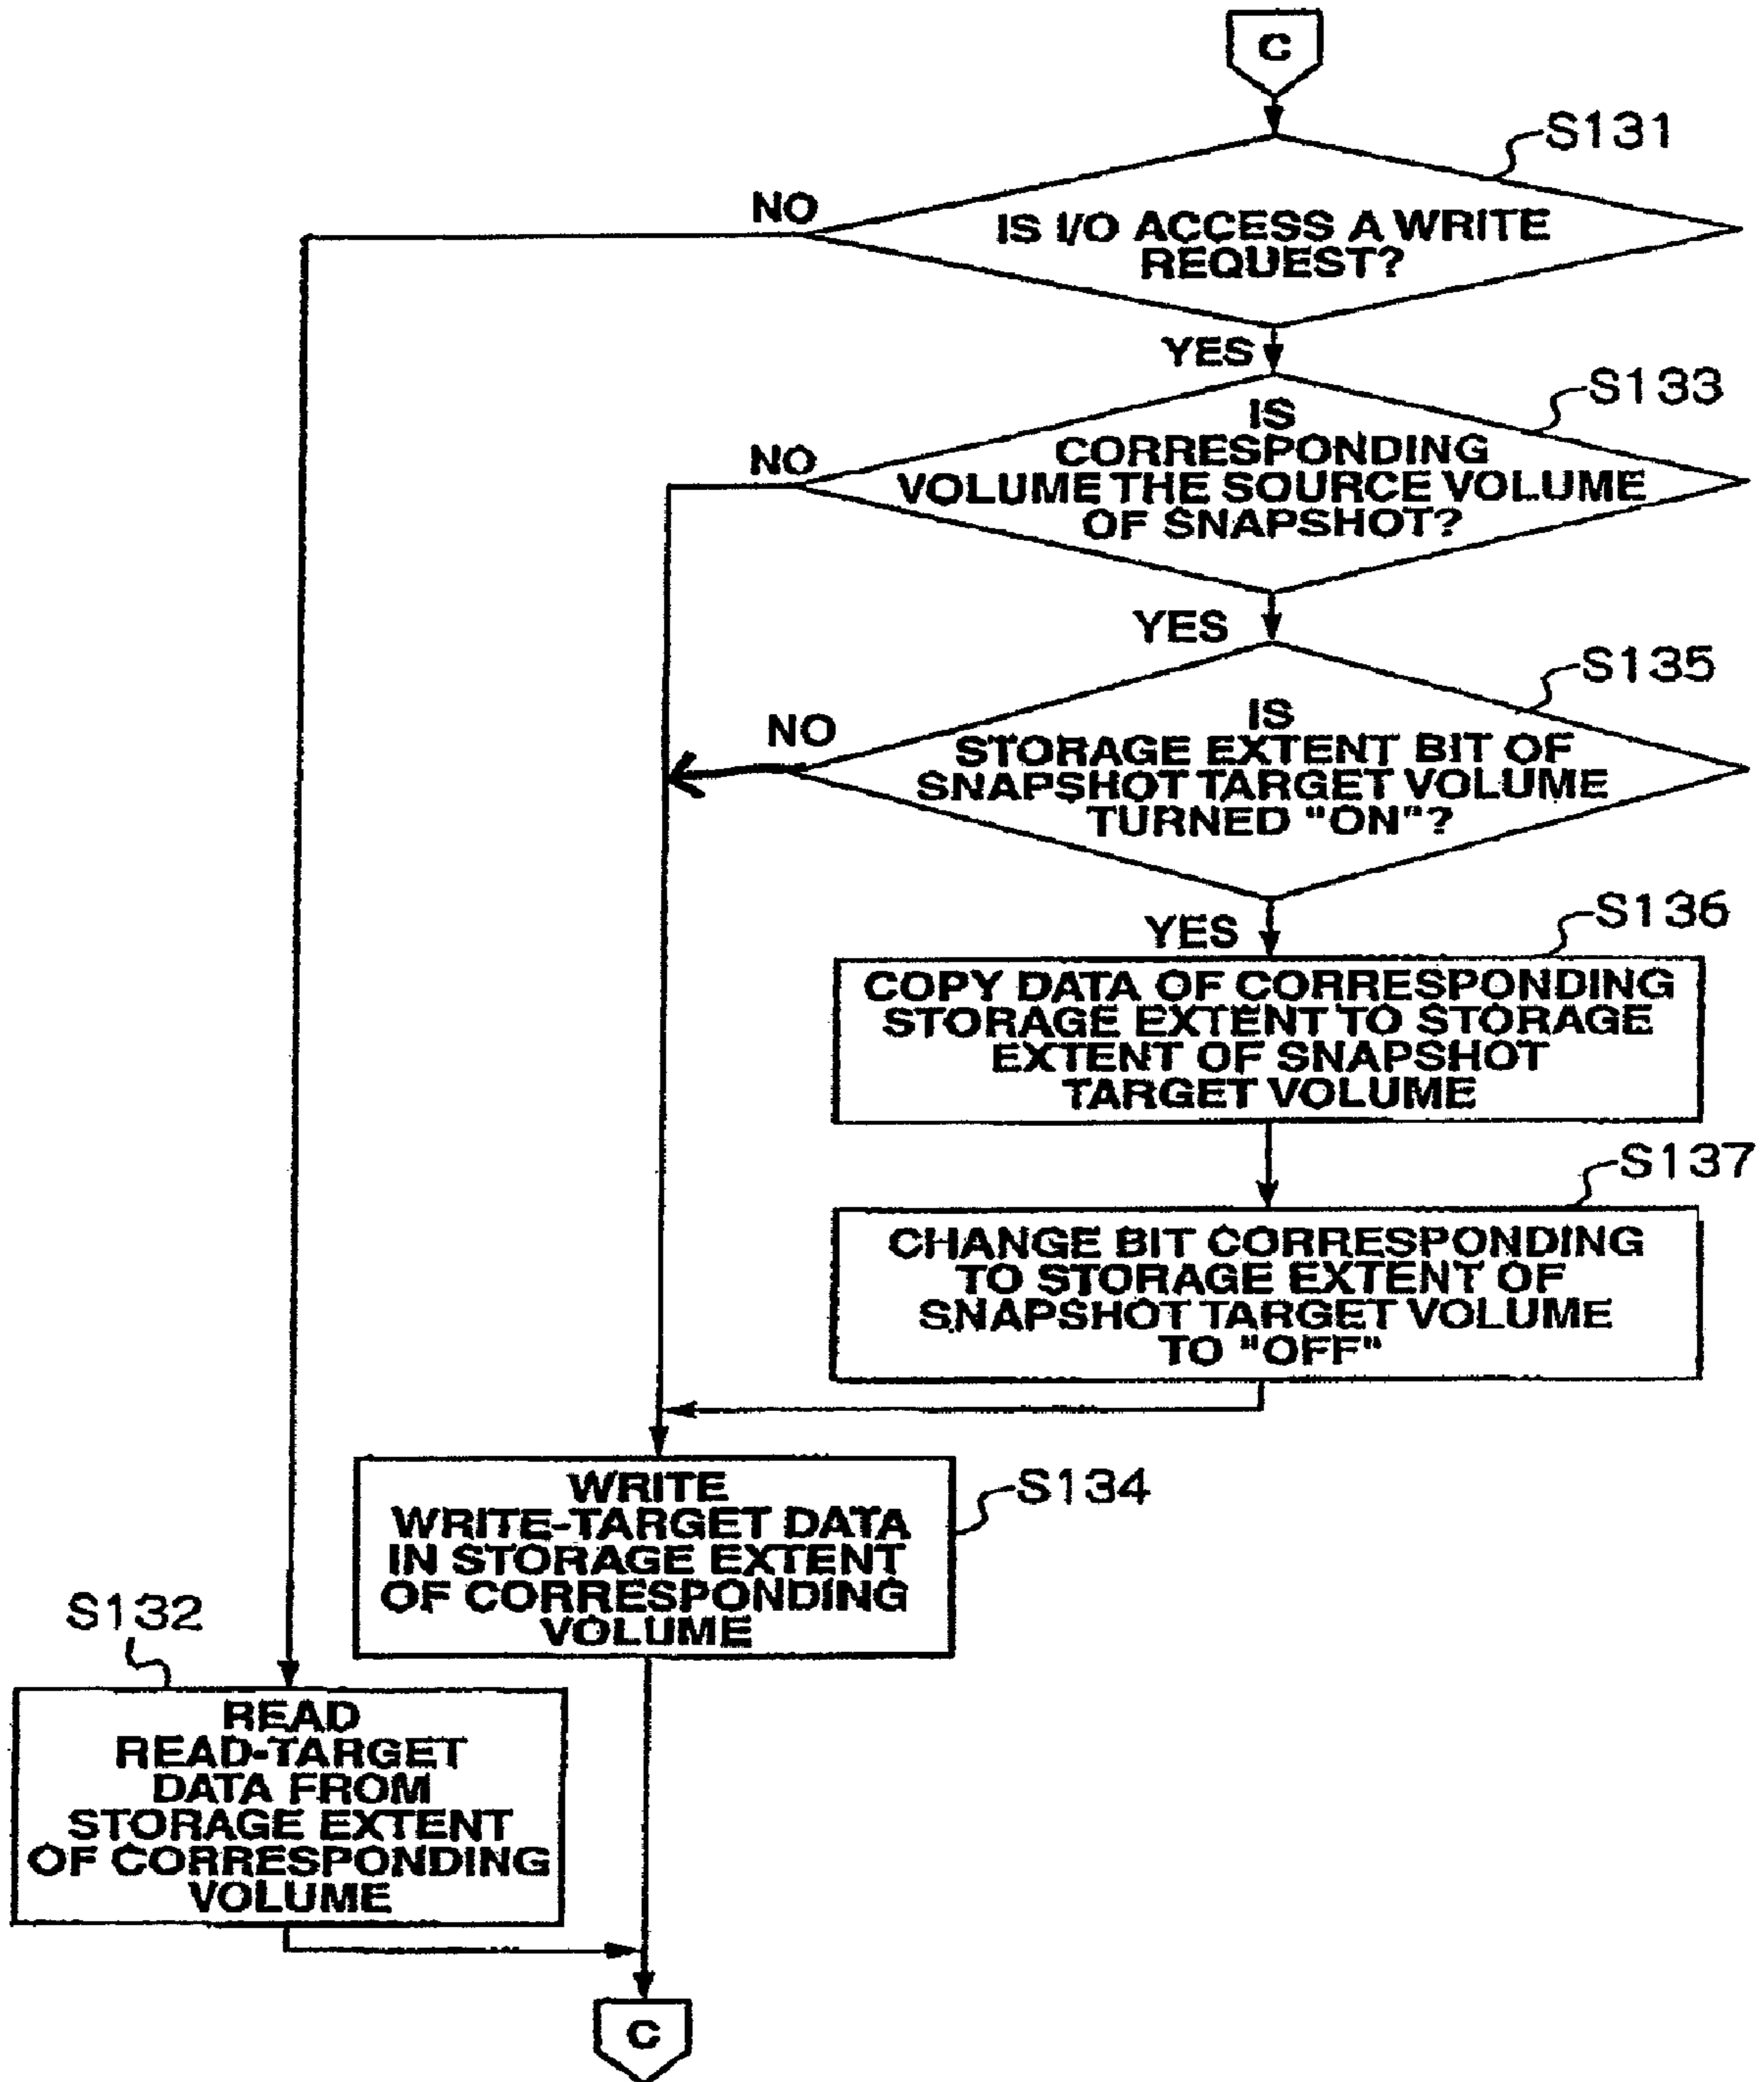 C
S131
NO
IS I/O ACCESS A WRITE
REQUEST?
YES
S133
NO
IS
CORRESPONDING
VOLUME THE SOURCE VOLUME
OF SNAPSHOT?
YES
S135
NO
IS
STORAGE EXTENT BIT OF
SNAPSHOT TARGET VOLUME
TURNED "ON"?
YES
S136
COPY DATA OF CORRESPONDING
STORAGE EXTENT TO STORAGE
EXTENT OF SNAPSHOT
TARGET VOLUME
S137
CHANGE BIT CORRESPONDING
TO STORAGE EXTENT OF
SNAPSHOT TARGET VOLUME
TO "OFF"
S134
WRITE
WRITE-TARGET DATA
IN STORAGE EXTENT
OF CORRESPONDING
VOLUME
S132
READ
READ-TARGET
DATA FROM
STORAGE EXTENT
OF CORRESPONDING
VOLUME
C